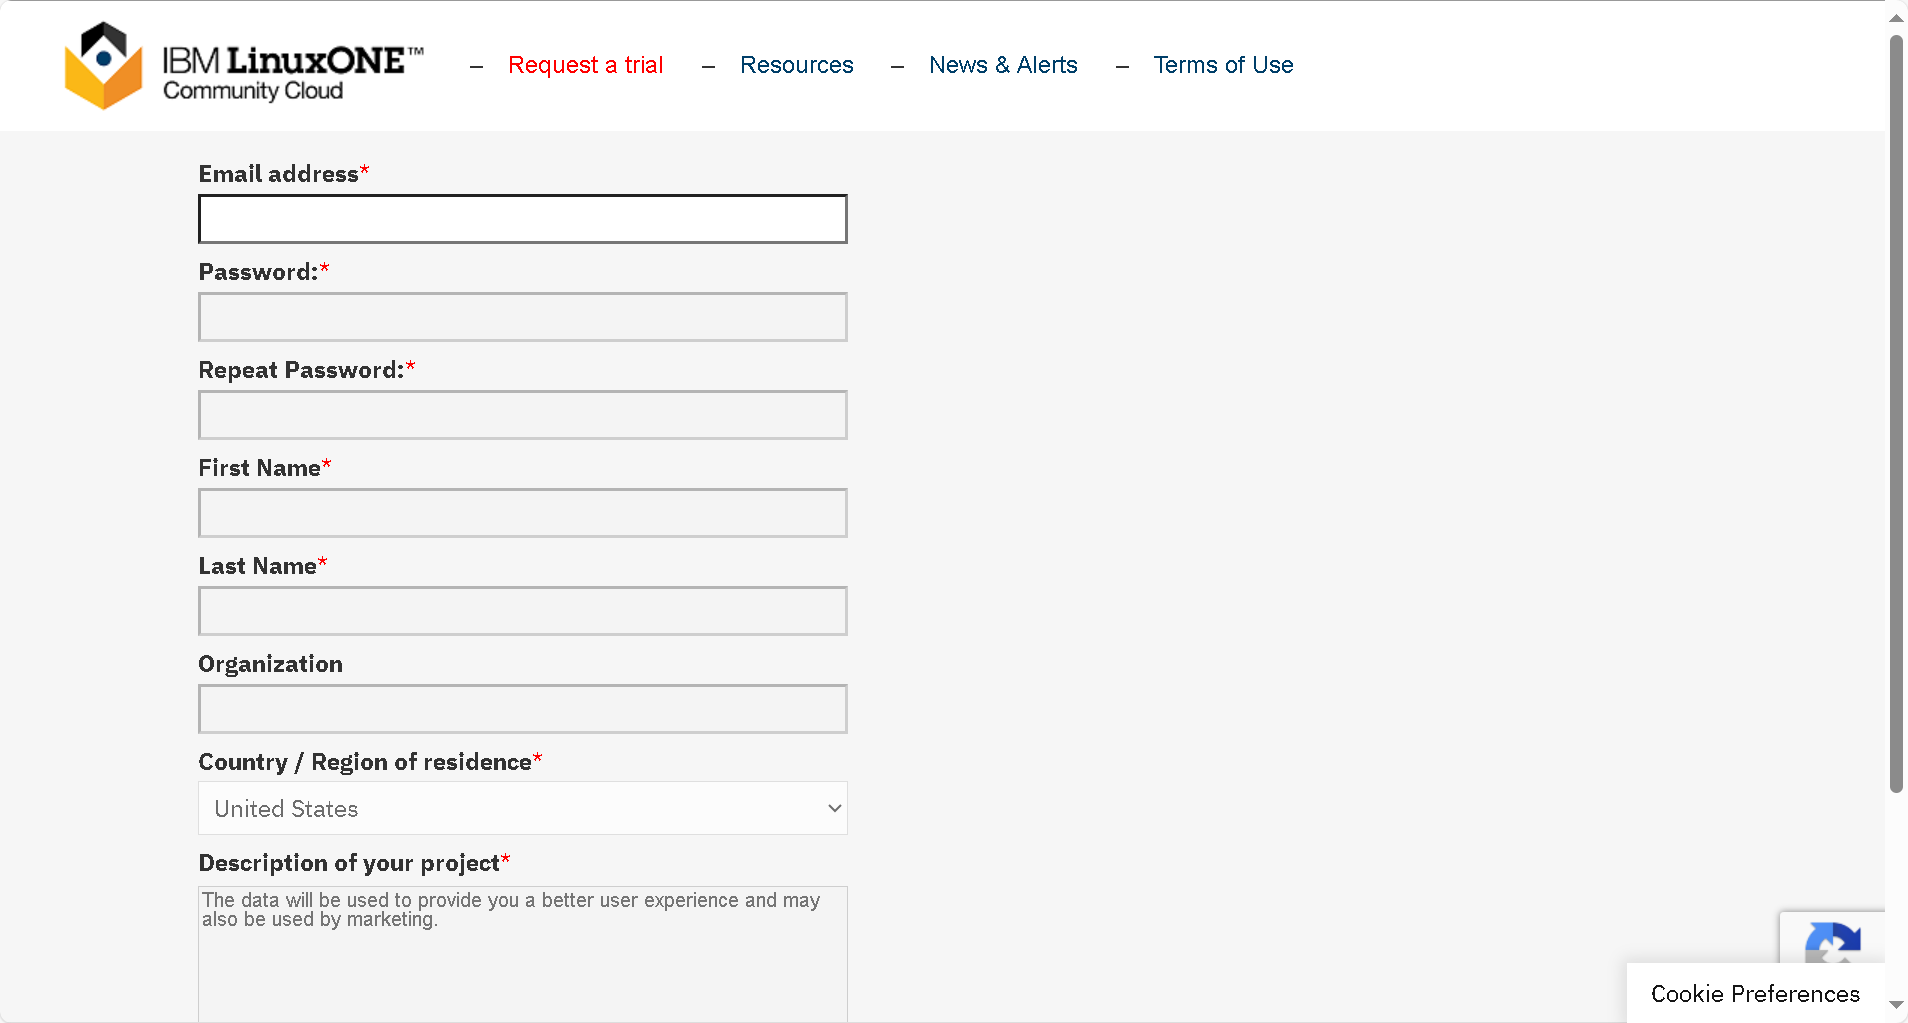 IBM LinuxONE™
Community Cloud
– Request a trial – Resources – News & Alerts – Terms of Use
Email address*
Password:*
Repeat Password:*
First Name*
Last Name*
Organization
Country / Region of residence*
United States
Description of your project*
The data will be used to provide you a better user experience and may
also be used by marketing.
Cookie Preferences